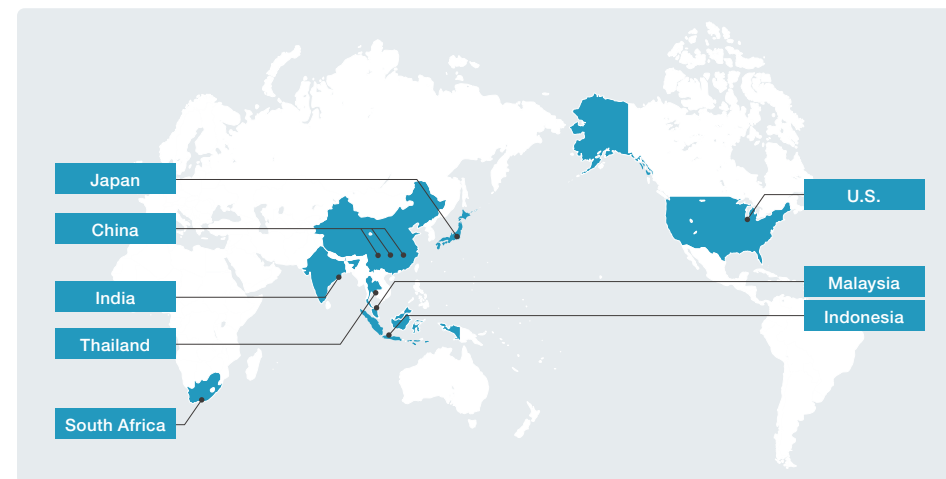 Japan
China
India
Thailand
South Africa
U.S.
Malaysia
Indonesia